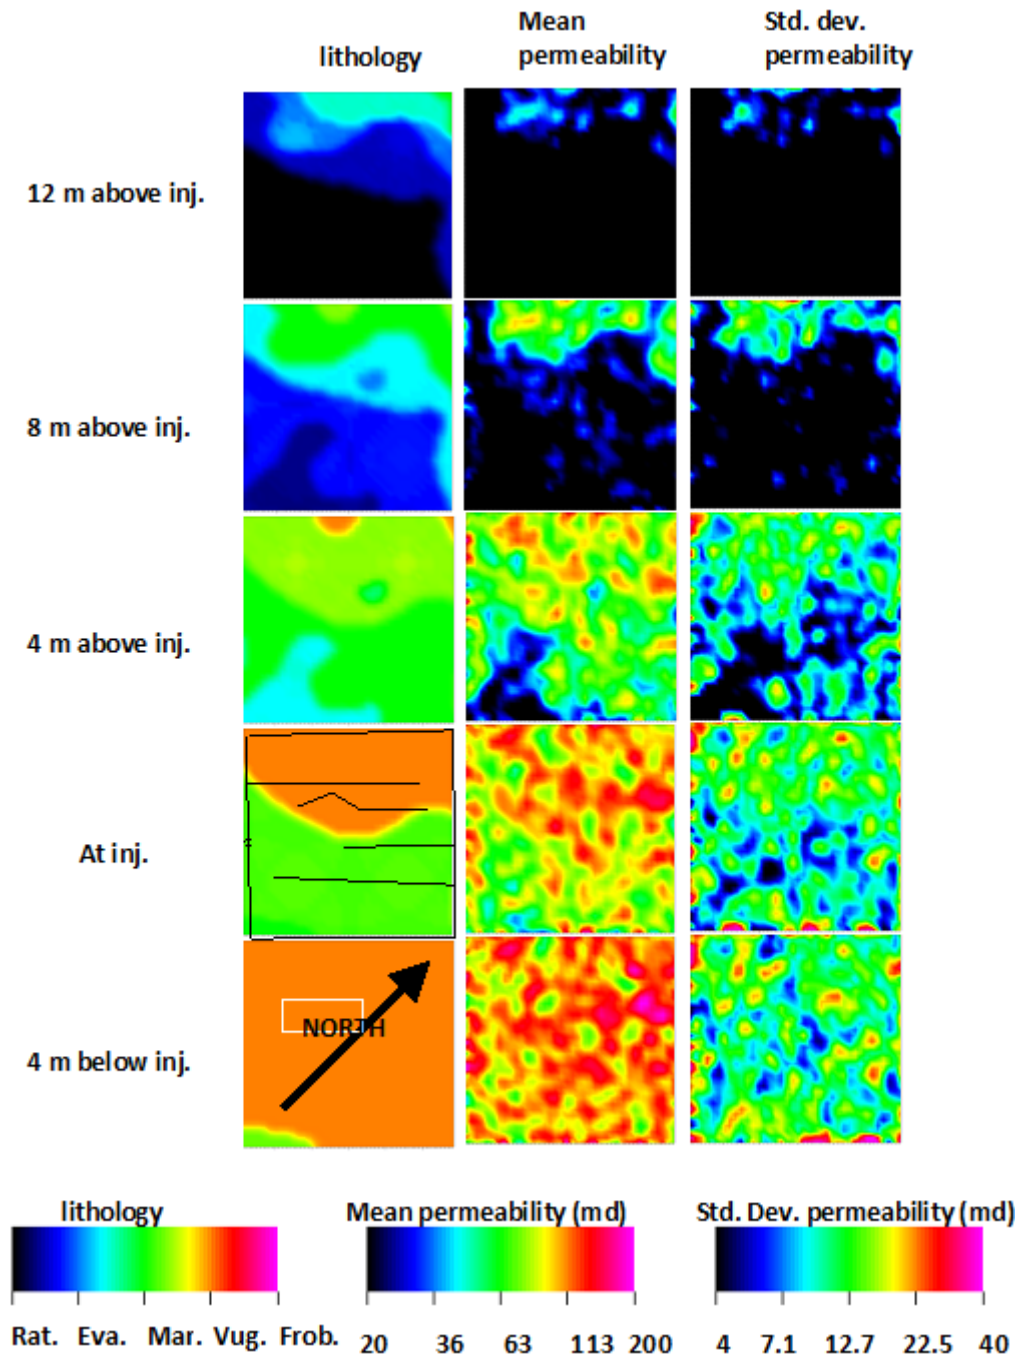 lithology
Mean
permeability
Std. dev.
permeability
12 m above inj.
8 m above inj.
4 m above inj.
At inj.
4 m below inj.
NORTH
lithology
Mean permeability (md)
Std. Dev. permeability (md)
Rat. Eva. Mar. Vug. Frob.
20 36 63 113 200
4 7.1 12.7 22.5 40